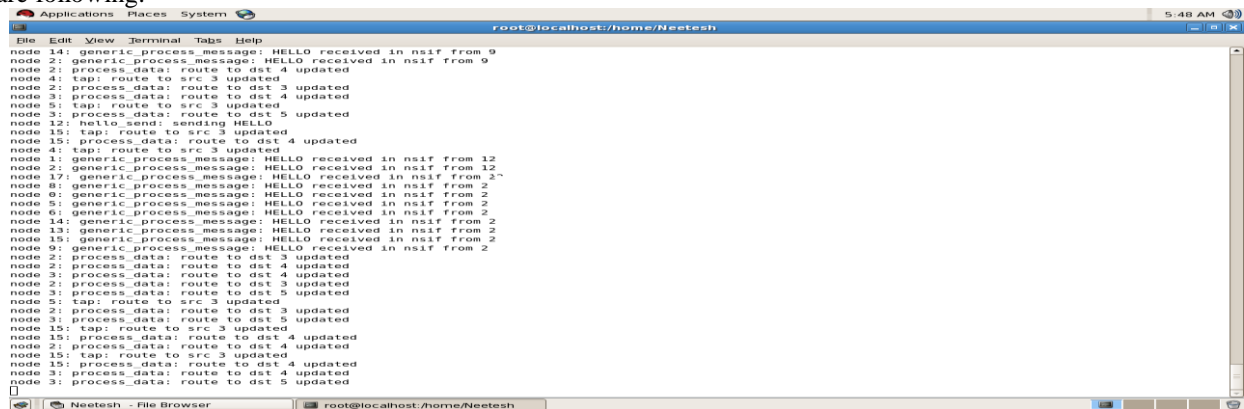 are following:
Applications Places System
5:48 AM
root@localhost:/home/Neetesh
File Edit View Terminal Tabs Help
node 14: generic_process_message: HELLO received in nsif from 9
node 2: generic_process_message: HELLO received in nsif from 9
node 2: process_data: route to dst 4 updated
node 4: tap: route to src 3 updated
node 2: process_data: route to dst 3 updated
node 3: process_data: route to dst 4 updated
node 5: tap: route to src 3 updated
node 3: process_data: route to dst 5 updated
node 12: hello_send: sending HELLO
node 15: tap: route to src 3 updated
node 15: process_data: route to dst 4 updated
node 4: tap: route to src 3 updated
node 1: generic_process_message: HELLO received in nsif from 12
node 2: generic_process_message: HELLO received in nsif from 12
node 17: generic_process_message: HELLO received in nsif from 2^
node 8: generic_process_message: HELLO received in nsif from 2
node 0: generic_process_message: HELLO received in nsif from 2
node 5: generic_process_message: HELLO received in nsif from 2
node 6: generic_process_message: HELLO received in nsif from 2
node 14: generic_process_message: HELLO received in nsif from 2
node 13: generic_process_message: HELLO received in nsif from 2
node 15: generic_process_message: HELLO received in nsif from 2
node 9: generic_process_message: HELLO received in nsif from 2
node 2: process_data: route to dst 3 updated
node 2: process_data: route to dst 4 updated
node 3: process_data: route to dst 4 updated
node 2: process_data: route to dst 3 updated
node 3: process_data: route to dst 5 updated
node 5: tap: route to src 3 updated
node 2: process_data: route to dst 3 updated
node 3: process_data: route to dst 5 updated
node 15: tap: route to src 3 updated
node 15: process_data: route to dst 4 updated
node 2: process_data: route to dst 4 updated
node 15: tap: route to src 3 updated
node 15: process_data: route to dst 4 updated
node 3: process_data: route to dst 4 updated
node 3: process_data: route to dst 5 updated
Neetesh - File Browser
root@localhost:/home/Neetesh